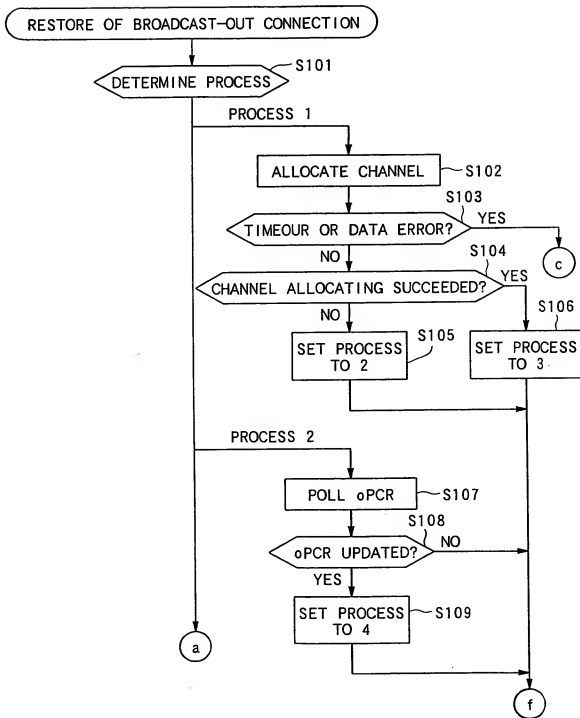 RESTORE OF BROADCAST-OUT CONNECTION
S101
DETERMINE PROCESS
PROCESS 1
ALLOCATE CHANNEL
S102
S103
TIMEOUR OR DATA ERROR?
YES
NO
c
S104
CHANNEL ALLOCATING SUCCEEDED?
YES
NO
S105
SET PROCESS
TO 2
S106
SET PROCESS
TO 3
PROCESS 2
POLL oPCR
S107
S108
oPCR UPDATED?
NO
YES
SET PROCESS
TO 4
S109
a
f